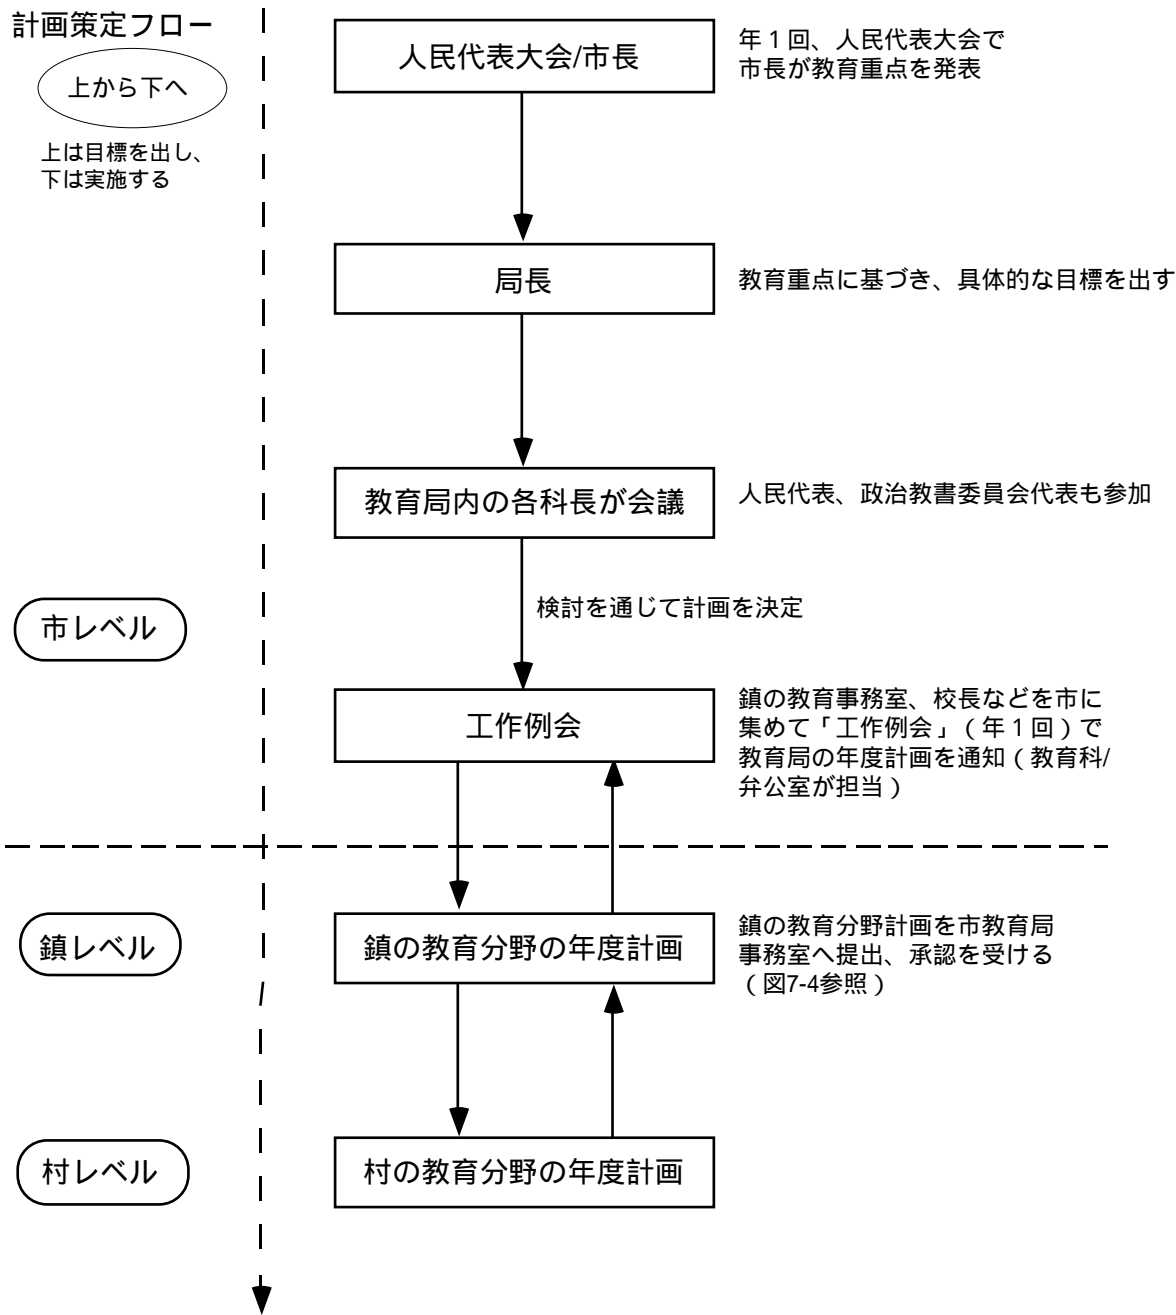 計画策定フロー
上から下へ
上は目標を出し、
下は実施する
人民代表大会/市長
年１回、人民代表大会で
市長が教育重点を発表
局長
教育重点に基づき、具体的な目標を出す
教育局内の各科長が会議
人民代表、政治教書委員会代表も参加
検討を通じて計画を決定
市レベル
工作例会
鎮の教育事務室、校長などを市に
集めて「工作例会」（年１回）で
教育局の年度計画を通知（教育科/
弁公室が担当）
鎮レベル
鎮の教育分野の年度計画
鎮の教育分野計画を市教育局
事務室へ提出、承認を受ける
（図7-4参照）
村レベル
村の教育分野の年度計画